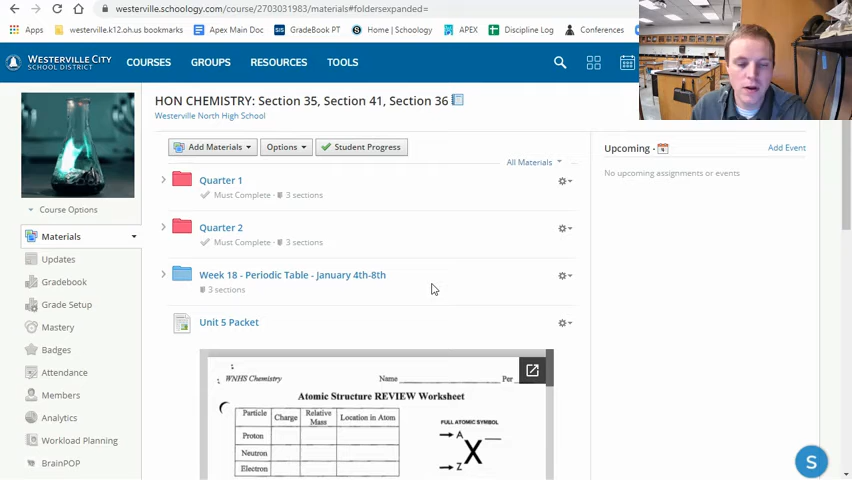 westerville.schoology.com/course/2703031983/materials#foldersexpanded=
Apps
westerville.k12.oh.us bookmarks
Apex Main Doc
GradeBook PT
Home | Schoology
APEX
Discipline Log
Conferences
WESTERVILLE CITY
SCHOOL DISTRICT
COURSES
GROUPS
RESOURCES
TOOLS
HON CHEMISTRY: Section 35, Section 41, Section 36
Westerville North High School
Add Materials
Options
Student Progress
All Materials
Upcoming
Add Event
No upcoming assignments or events
Course Options
Materials
Updates
Gradebook
Grade Setup
Mastery
Badges
Attendance
Members
Analytics
Workload Planning
BrainPOP
Quarter 1
Must Complete · 3 sections
Quarter 2
Must Complete · 3 sections
Week 18 - Periodic Table - January 4th-8th
3 sections
Unit 5 Packet
WNHS Chemistry Name Per
Atomic Structure REVIEW Worksheet
Particle Charge Relative Mass Location in Atom
Proton
Neutron
Electron
FULL ATOMIC SYMBOL
A
X
Z
S